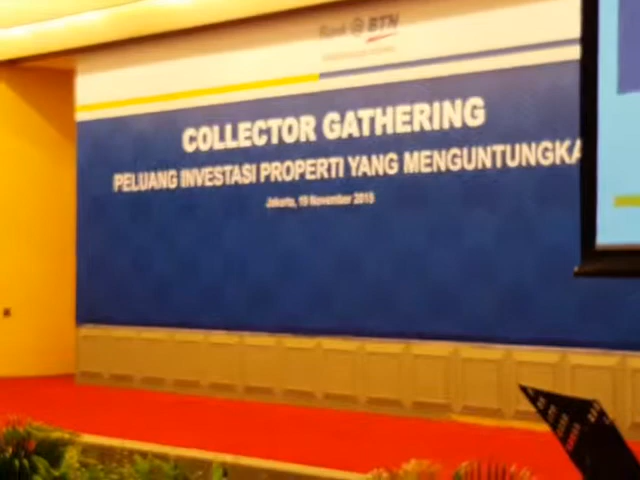 Bank BTN
COLLECTOR GATHERING
PELUANG INVESTASI PROPERTI YANG MENGUNTUNGKA
Jakarta, 19 November 2015